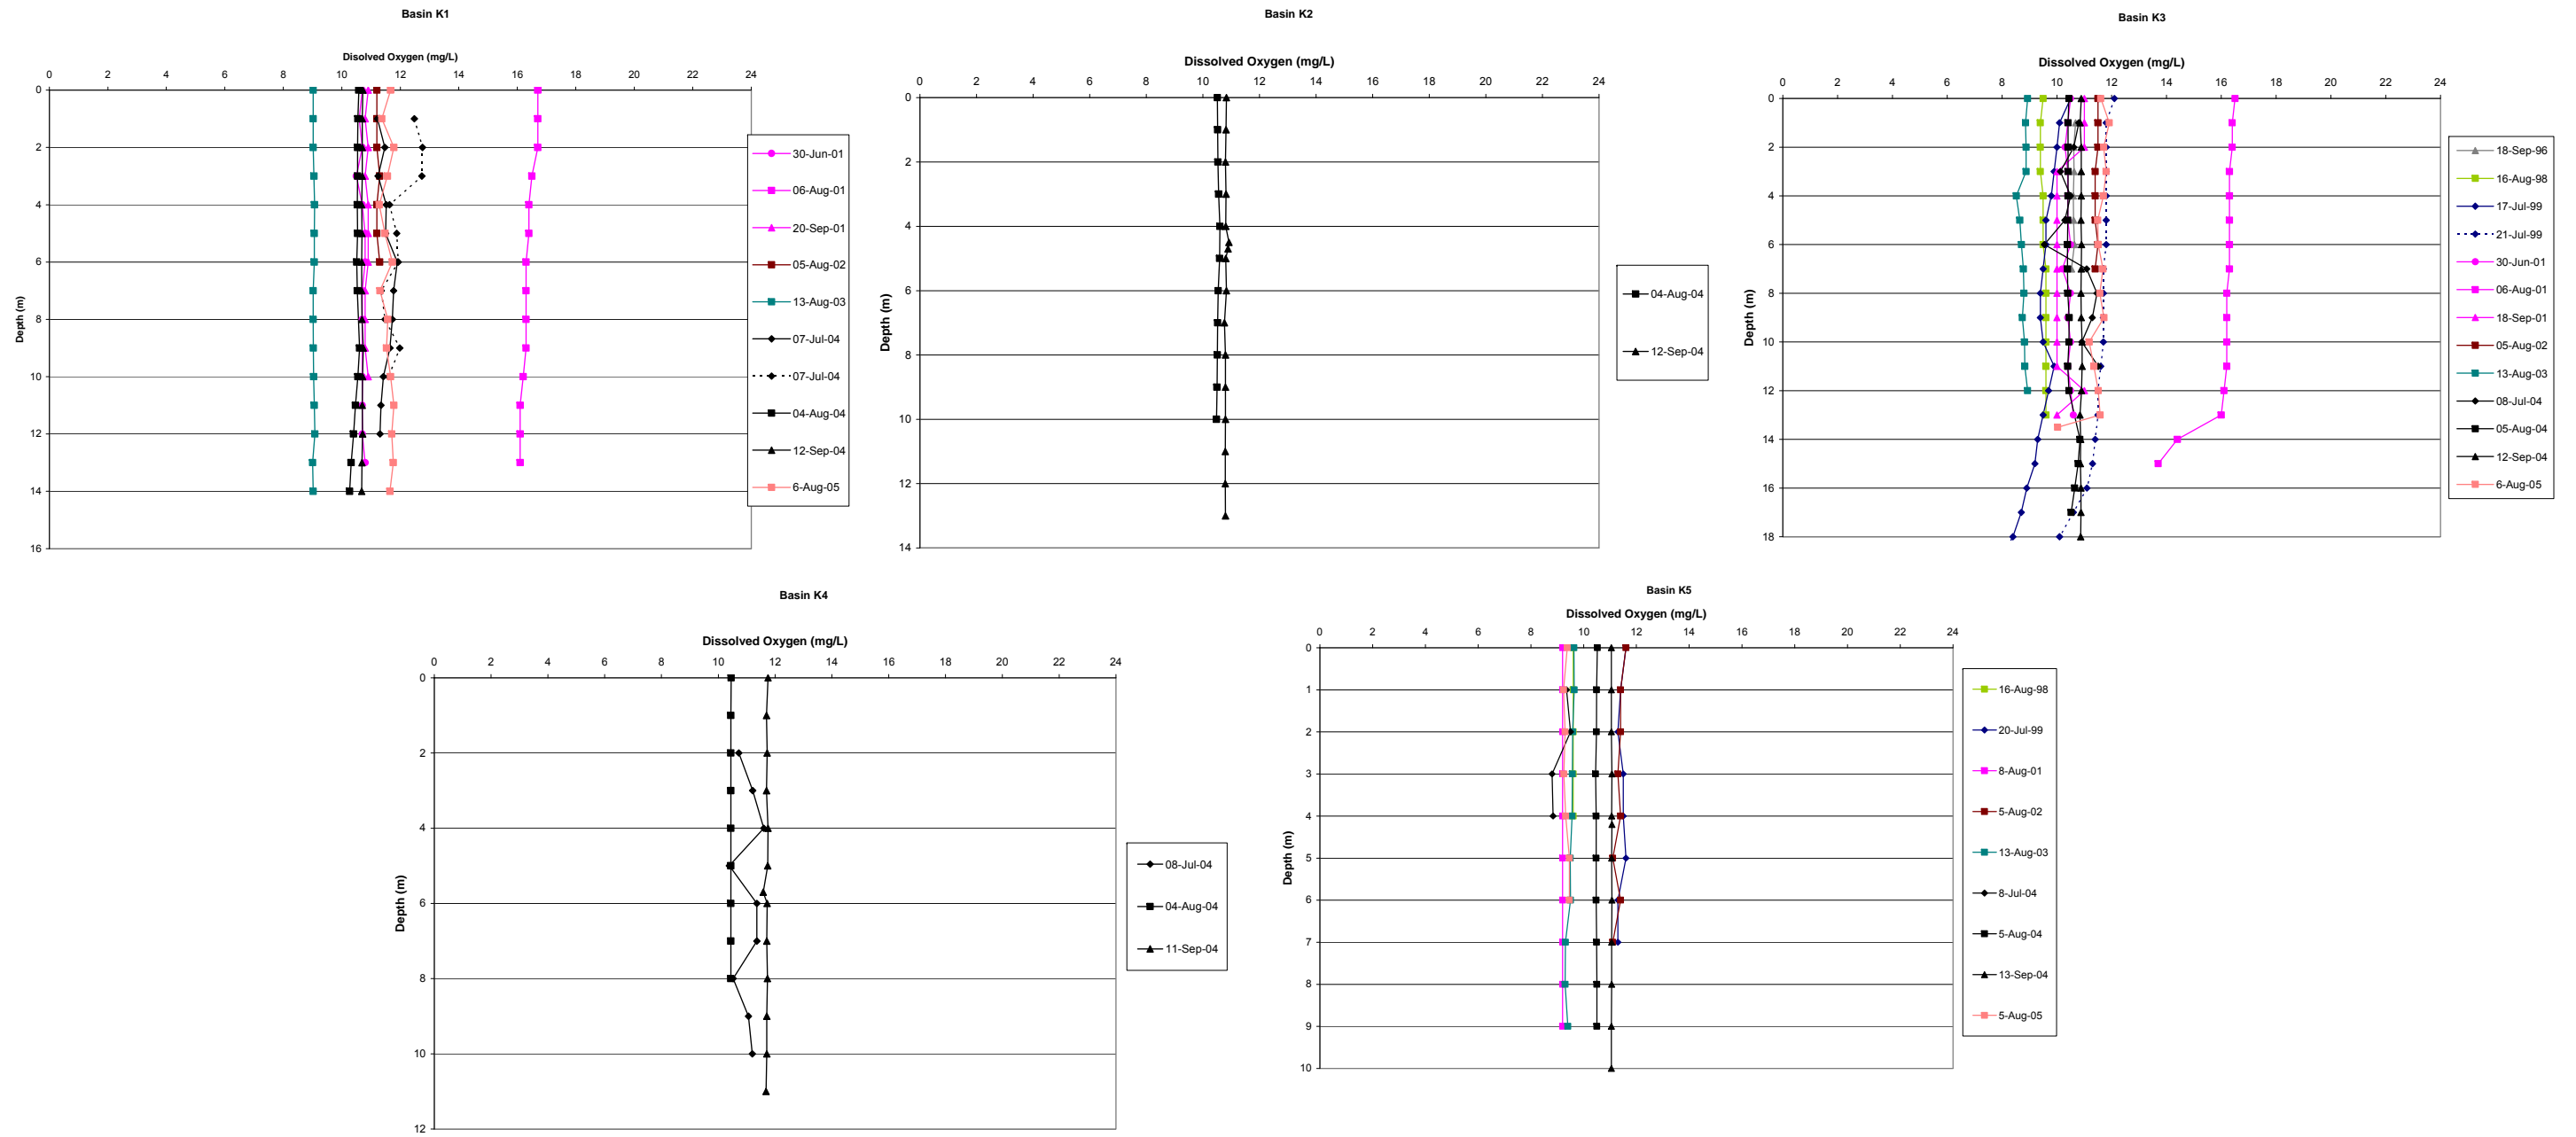 Basin K1
Disolved Oxygen (mg/L)
0 2 4 6 8 10 12 14 16 18 20 22 24
0
2
4
6
8
10
12
14
16
Depth (m)
30-Jun-01
06-Aug-01
20-Sep-01
05-Aug-02
13-Aug-03
07-Jul-04
07-Jul-04
04-Aug-04
12-Sep-04
6-Aug-05
Basin K2
Dissolved Oxygen (mg/L)
0 2 4 6 8 10 12 14 16 18 20 22 24
0
2
4
6
8
10
12
14
Depth (m)
04-Aug-04
12-Sep-04
Basin K3
Dissolved Oxygen (mg/L)
0 2 4 6 8 10 12 14 16 18 20 22 24
0
2
4
6
8
10
12
14
16
18
Depth (m)
18-Sep-96
16-Aug-98
17-Jul-99
21-Jul-99
30-Jun-01
06-Aug-01
18-Sep-01
05-Aug-02
13-Aug-03
08-Jul-04
05-Aug-04
12-Sep-04
6-Aug-05
Basin K4
Dissolved Oxygen (mg/L)
0 2 4 6 8 10 12 14 16 18 20 22 24
0
2
4
6
8
10
12
Depth (m)
08-Jul-04
04-Aug-04
11-Sep-04
Basin K5
Dissolved Oxygen (mg/L)
0 2 4 6 8 10 12 14 16 18 20 22 24
0
1
2
3
4
5
6
7
8
9
10
Depth (m)
16-Aug-98
20-Jul-99
8-Aug-01
5-Aug-02
13-Aug-03
8-Jul-04
5-Aug-04
13-Sep-04
5-Aug-05